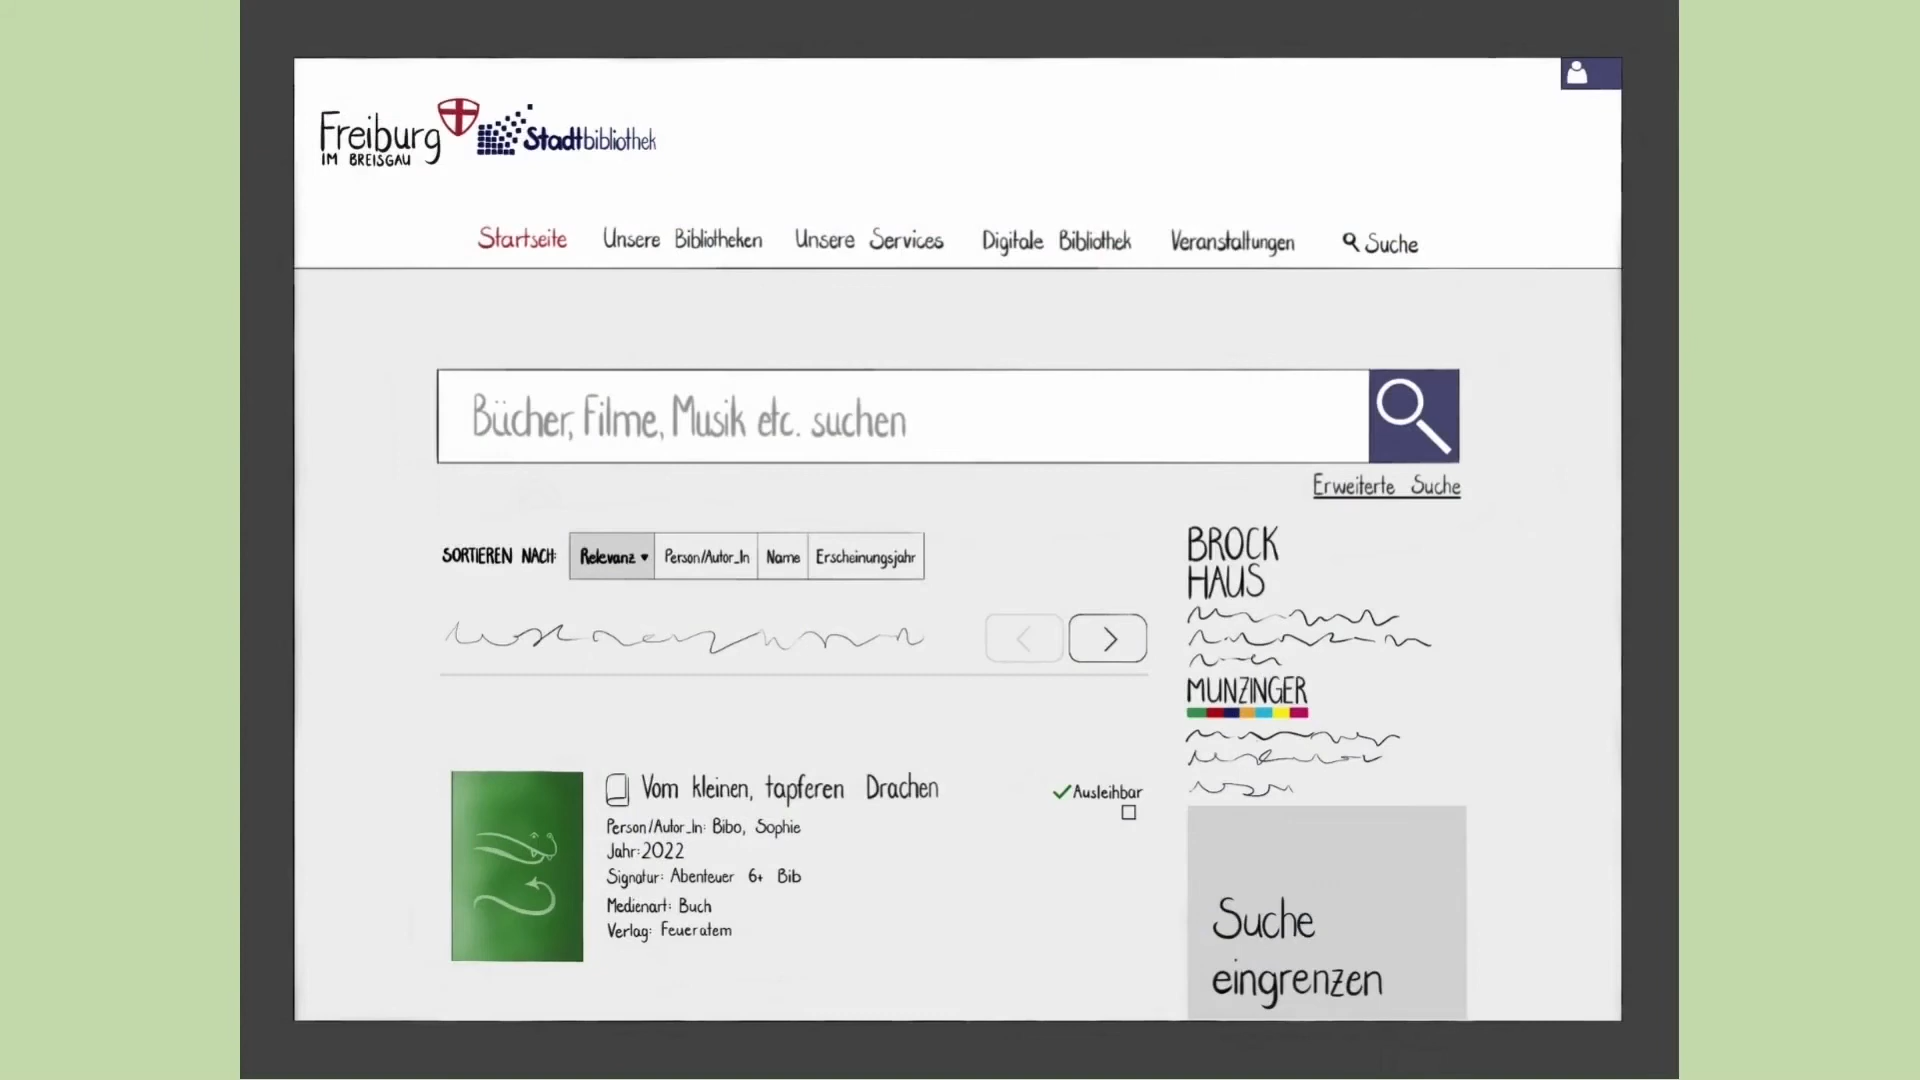 Freiburg
IM BREISGAU
Stadtbibliothek
Startseite Unsere Bibliotheken Unsere Services Digitale Bibliothek Veranstaltungen Suche
Bücher, Filme, Musik etc. suchen
Erweiterte Suche
SORTIEREN NACH: Relevanz Person/Autor_In Name Erscheinungsjahr
BROCK
HAUS
MUNZINGER
Vom kleinen, tapferen Drachen
Ausleihbar
Person/Autor_In: Bibo, Sophie
Jahr: 2022
Signatur: Abenteuer 6+ Bib
Medienart: Buch
Verlag: Feueratem
Suche
eingrenzen